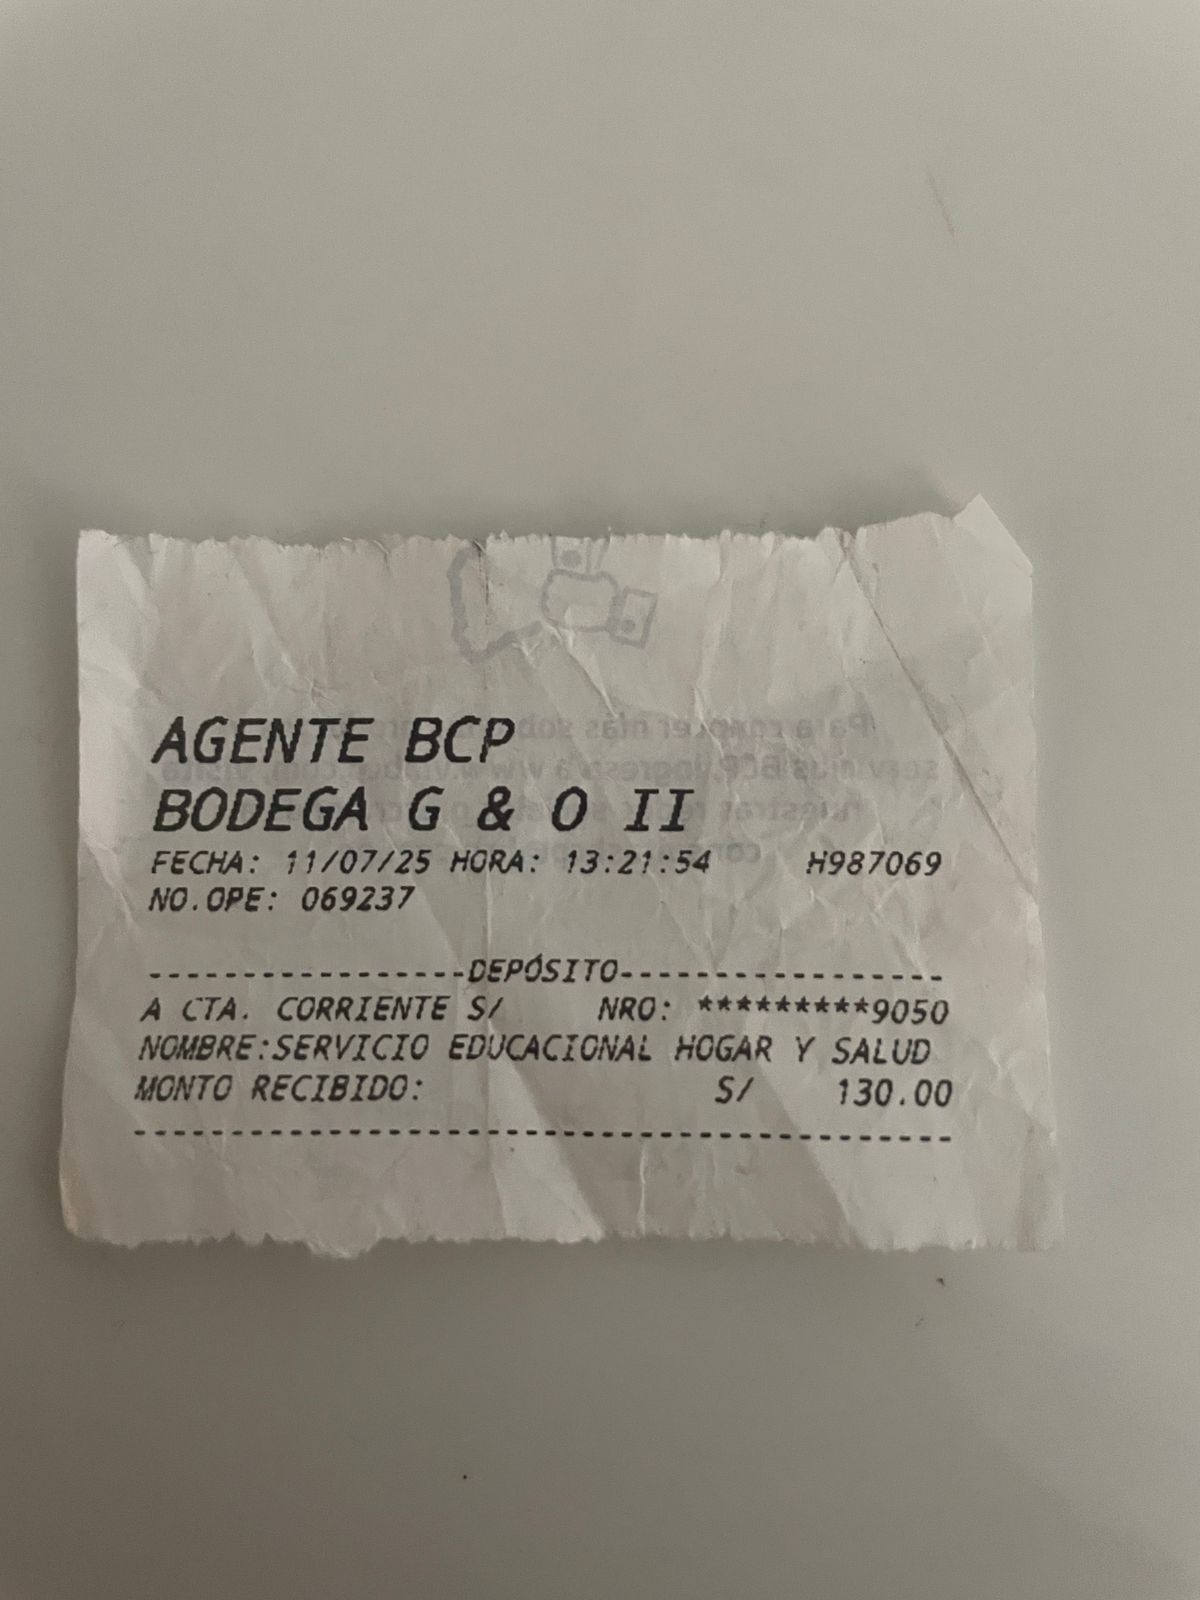 AGENTE BCP
BODEGA G & O II
FECHA: 11/07/25 HORA: 13:21:54 H987069
NO.OPE: 069237
-----------------DEPÓSITO-----------------
A CTA. CORRIENTE S/ NRO: *********9050
NOMBRE:SERVICIO EDUCACIONAL HOGAR Y SALUD
MONTO RECIBIDO: S/ 130.00
--------------------------------------------